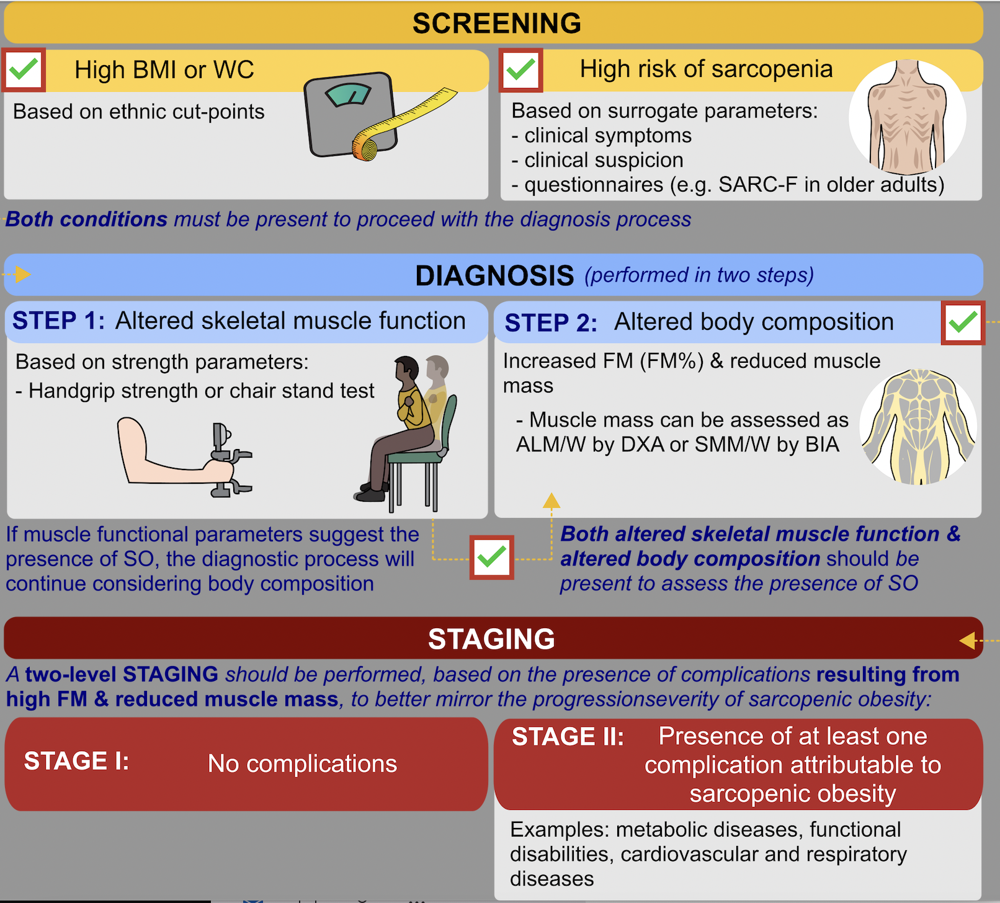 SCREENING
High BMI or WC
Based on ethnic cut-points
High risk of sarcopenia
Based on surrogate parameters:
- clinical symptoms
- clinical suspicion
- questionnaires (e.g. SARC-F in older adults)
Both conditions must be present to proceed with the diagnosis process
DIAGNOSIS (performed in two steps)
STEP 1: Altered skeletal muscle function
Based on strength parameters:
- Handgrip strength or chair stand test
If muscle functional parameters suggest the
presence of SO, the diagnostic process will
continue considering body composition
STEP 2: Altered body composition
Increased FM (FM%) & reduced muscle
mass
- Muscle mass can be assessed as
ALM/W by DXA or SMM/W by BIA
Both altered skeletal muscle function &
altered body composition should be
present to assess the presence of SO
STAGING
A two-level STAGING should be performed, based on the presence of complications resulting from
high FM & reduced muscle mass, to better mirror the progressionseverity of sarcopenic obesity:
STAGE I: No complications
STAGE II: Presence of at least one
complication attributable to
sarcopenic obesity
Examples: metabolic diseases, functional
disabilities, cardiovascular and respiratory
diseases